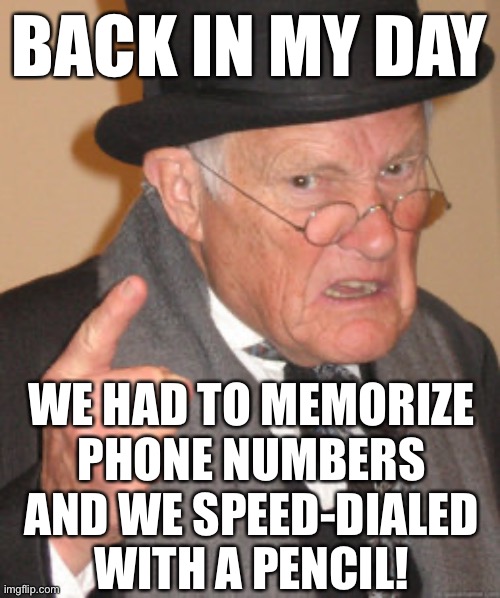 BACK IN MY DAY
WE HAD TO MEMORIZE
PHONE NUMBERS
AND WE SPEED-DIALED
WITH A PENCIL!
imgflip.com